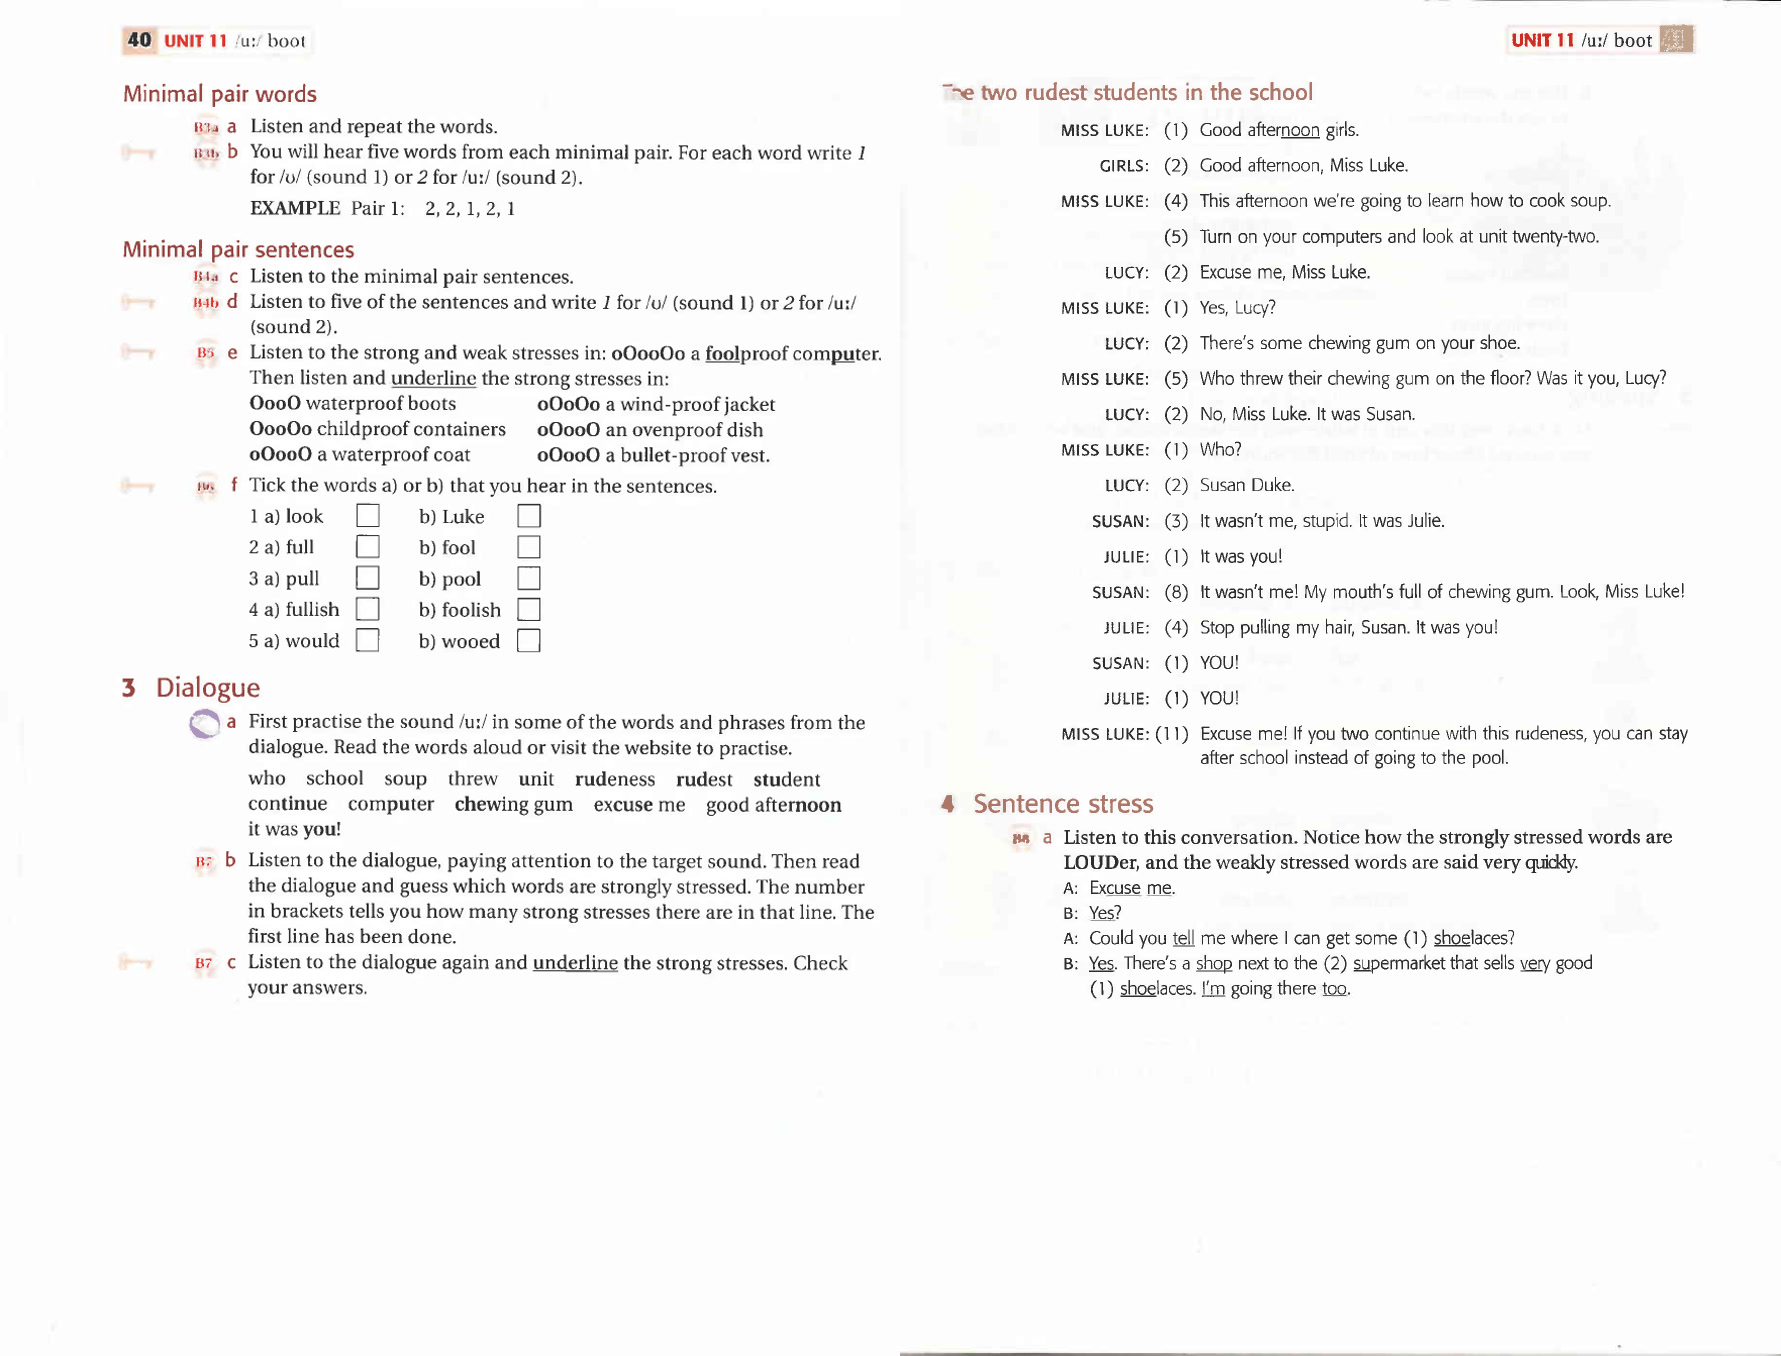 40 UNIT 11 /uː/ boot
Minimal pair words
B3a a Listen and repeat the words.
B3b b You will hear five words from each minimal pair. For each word write 1
for /ʊ/ (sound 1) or 2 for /uː/ (sound 2).
EXAMPLE Pair 1: 2, 2, 1, 2, 1
Minimal pair sentences
B4a c Listen to the minimal pair sentences.
B4b d Listen to five of the sentences and write 1 for /ʊ/ (sound 1) or 2 for /uː/
(sound 2).
B5 e Listen to the strong and weak stresses in: oOooOo a foolproof computer.
Then listen and underline the strong stresses in:
OooO waterproof boots oOoOo a wind-proof jacket
OooOo childproof containers oOooO an ovenproof dish
oOooO a waterproof coat oOooO a bullet-proof vest.
B6 f Tick the words a) or b) that you hear in the sentences.
1 a) look b) Luke
2 a) full b) fool
3 a) pull b) pool
4 a) fullish b) foolish
5 a) would b) wooed
3 Dialogue
a First practise the sound /uː/ in some of the words and phrases from the
dialogue. Read the words aloud or visit the website to practise.
who school soup threw unit rudeness rudest student
continue computer chewing gum excuse me good afternoon
it was you!
B7 b Listen to the dialogue, paying attention to the target sound. Then read
the dialogue and guess which words are strongly stressed. The number
in brackets tells you how many strong stresses there are in that line. The
first line has been done.
B7 c Listen to the dialogue again and underline the strong stresses. Check
your answers.
UNIT 11 /uː/ boot
The two rudest students in the school
MISS LUKE: (1) Good afternoon girls.
GIRLS: (2) Good afternoon, Miss Luke.
MISS LUKE: (4) This afternoon we're going to learn how to cook soup.
(5) Turn on your computers and look at unit twenty-two.
LUCY: (2) Excuse me, Miss Luke.
MISS LUKE: (1) Yes, Lucy?
LUCY: (2) There's some chewing gum on your shoe.
MISS LUKE: (5) Who threw their chewing gum on the floor? Was it you, Lucy?
LUCY: (2) No, Miss Luke. It was Susan.
MISS LUKE: (1) Who?
LUCY: (2) Susan Duke.
SUSAN: (3) It wasn't me, stupid. It was Julie.
JULIE: (1) It was you!
SUSAN: (8) It wasn't me! My mouth's full of chewing gum. Look, Miss Luke!
JULIE: (4) Stop pulling my hair, Susan. It was you!
SUSAN: (1) YOU!
JULIE: (1) YOU!
MISS LUKE: (11) Excuse me! If you two continue with this rudeness, you can stay
after school instead of going to the pool.
4 Sentence stress
B8 a Listen to this conversation. Notice how the strongly stressed words are
LOUDer, and the weakly stressed words are said very quickly.
A: Excuse me.
B: Yes?
A: Could you tell me where I can get some (1) shoelaces?
B: Yes. There's a shop next to the (2) supermarket that sells very good
(1) shoelaces. I'm going there too.